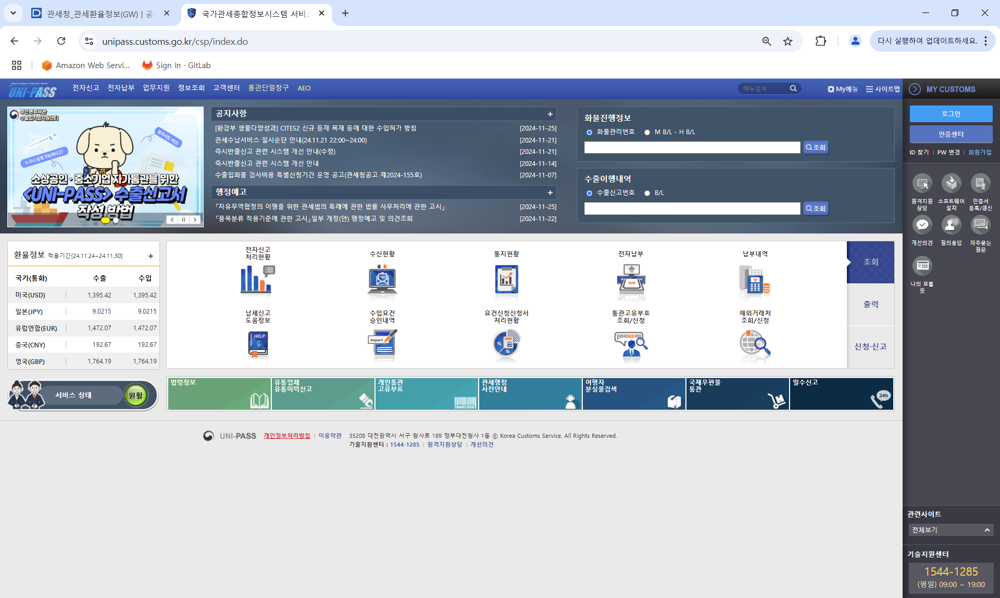 관세청_관세환율정보(GW) | 공
국가관세종합정보시스템 서비스
unipass.customs.go.kr/csp/index.do
다시 실행하여 업데이트하세요.
Amazon Web Servi...
Sign in · GitLab
Korea Customs e-Clearance System
UNI-PASS
전자신고
전자납부
업무지원
정보조회
고객센터
통관단일창구
AEO
메뉴검색
My메뉴
사이트맵
MY CUSTOMS
부산본부세관
수출입기업지원센터
혼자서도 YES!
누구나 쉽게 가능하다고?
소상공인·중소기업 자가통관을 위한
<UNI-PASS> 수출신고서
작성 방법
공지사항
[환경부 생물다양성과] CITES2 신규 등재 목재 등에 대한 수입허가 방침 [2024-11-25]
관세수납서비스 일시순단 안내(24.11.21 22:00~24:00) [2024-11-21]
즉시반출신고 관련 시스템 개선 안내(수정) [2024-11-21]
즉시반출신고 관련 시스템 개선 안내 [2024-11-14]
수출입화물 검사비용 특별신청기간 운영 공고(관세청공고 제2024-155호) [2024-11-07]
행정예고
「자유무역협정의 이행을 위한 관세법의 특례에 관한 법률 사무처리에 관한 고시」 [2024-11-25]
「품목분류 적용기준에 관한 고시」일부 개정(안) 행정예고 및 의견조회 [2024-11-22]
화물진행정보
화물관리번호
M B/L - H B/L
조회
수출이행내역
수출신고번호
B/L
조회
로그인
인증센터
ID 찾기 | PW 변경 | 회원가입
원격지원
상담
소프트웨어
설치
인증서
등록/갱신
개선의견
질의응답
자주묻는
질문
나의 포틀
릿
환율정보 적용기간[24.11.24~24.11.30]
국가(통화) 수출 수입
미국(USD) 1,395.42 1,395.42
일본(JPY) 9.0215 9.0215
유럽연합(EUR) 1,472.07 1,472.07
중국(CNY) 192.67 192.67
영국(GBP) 1,764.19 1,764.19
서비스 상태
원활
전자신고
처리현황
수신현황
통지현황
전자납부
납부내역
납세신고
도움정보
HELP
수입요건
승인내역
import
요건신청신청서
처리현황
통관고유부호
조회/신청
해외거래처
조회/신청
조회
출력
신청·신고
법령정보
유통업체
유통이력신고
개인통관
고유부호
BARCODE
관세행정
사전안내
여행자
분실물검색
국제우편물
통관
밀수신고
24h
UNI-PASS
개인정보처리방침 | 이용약관
35208 대전광역시 서구 청사로 189 정부대전청사 1동 ⓒ Korea Customs Service. All Rights Reserved.
기술지원센터 : 1544-1285 | 원격지원상담 | 개선의견
관련사이트
전체보기
기술지원센터
1544-1285
(평일) 09:00 ~ 19:00